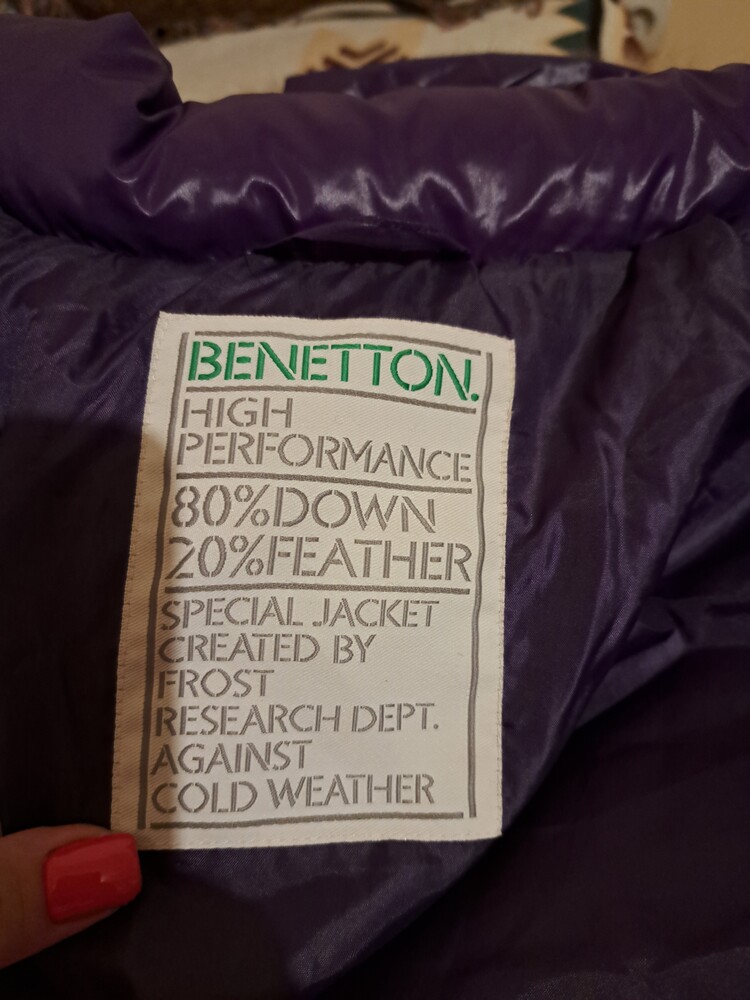 BENETTON.
HIGH
PERFORMANCE
80%DOWN
20%FEATHER
SPECIAL JACKET
CREATED BY
FROST
RESEARCH DEPT.
AGAINST
COLD WEATHER